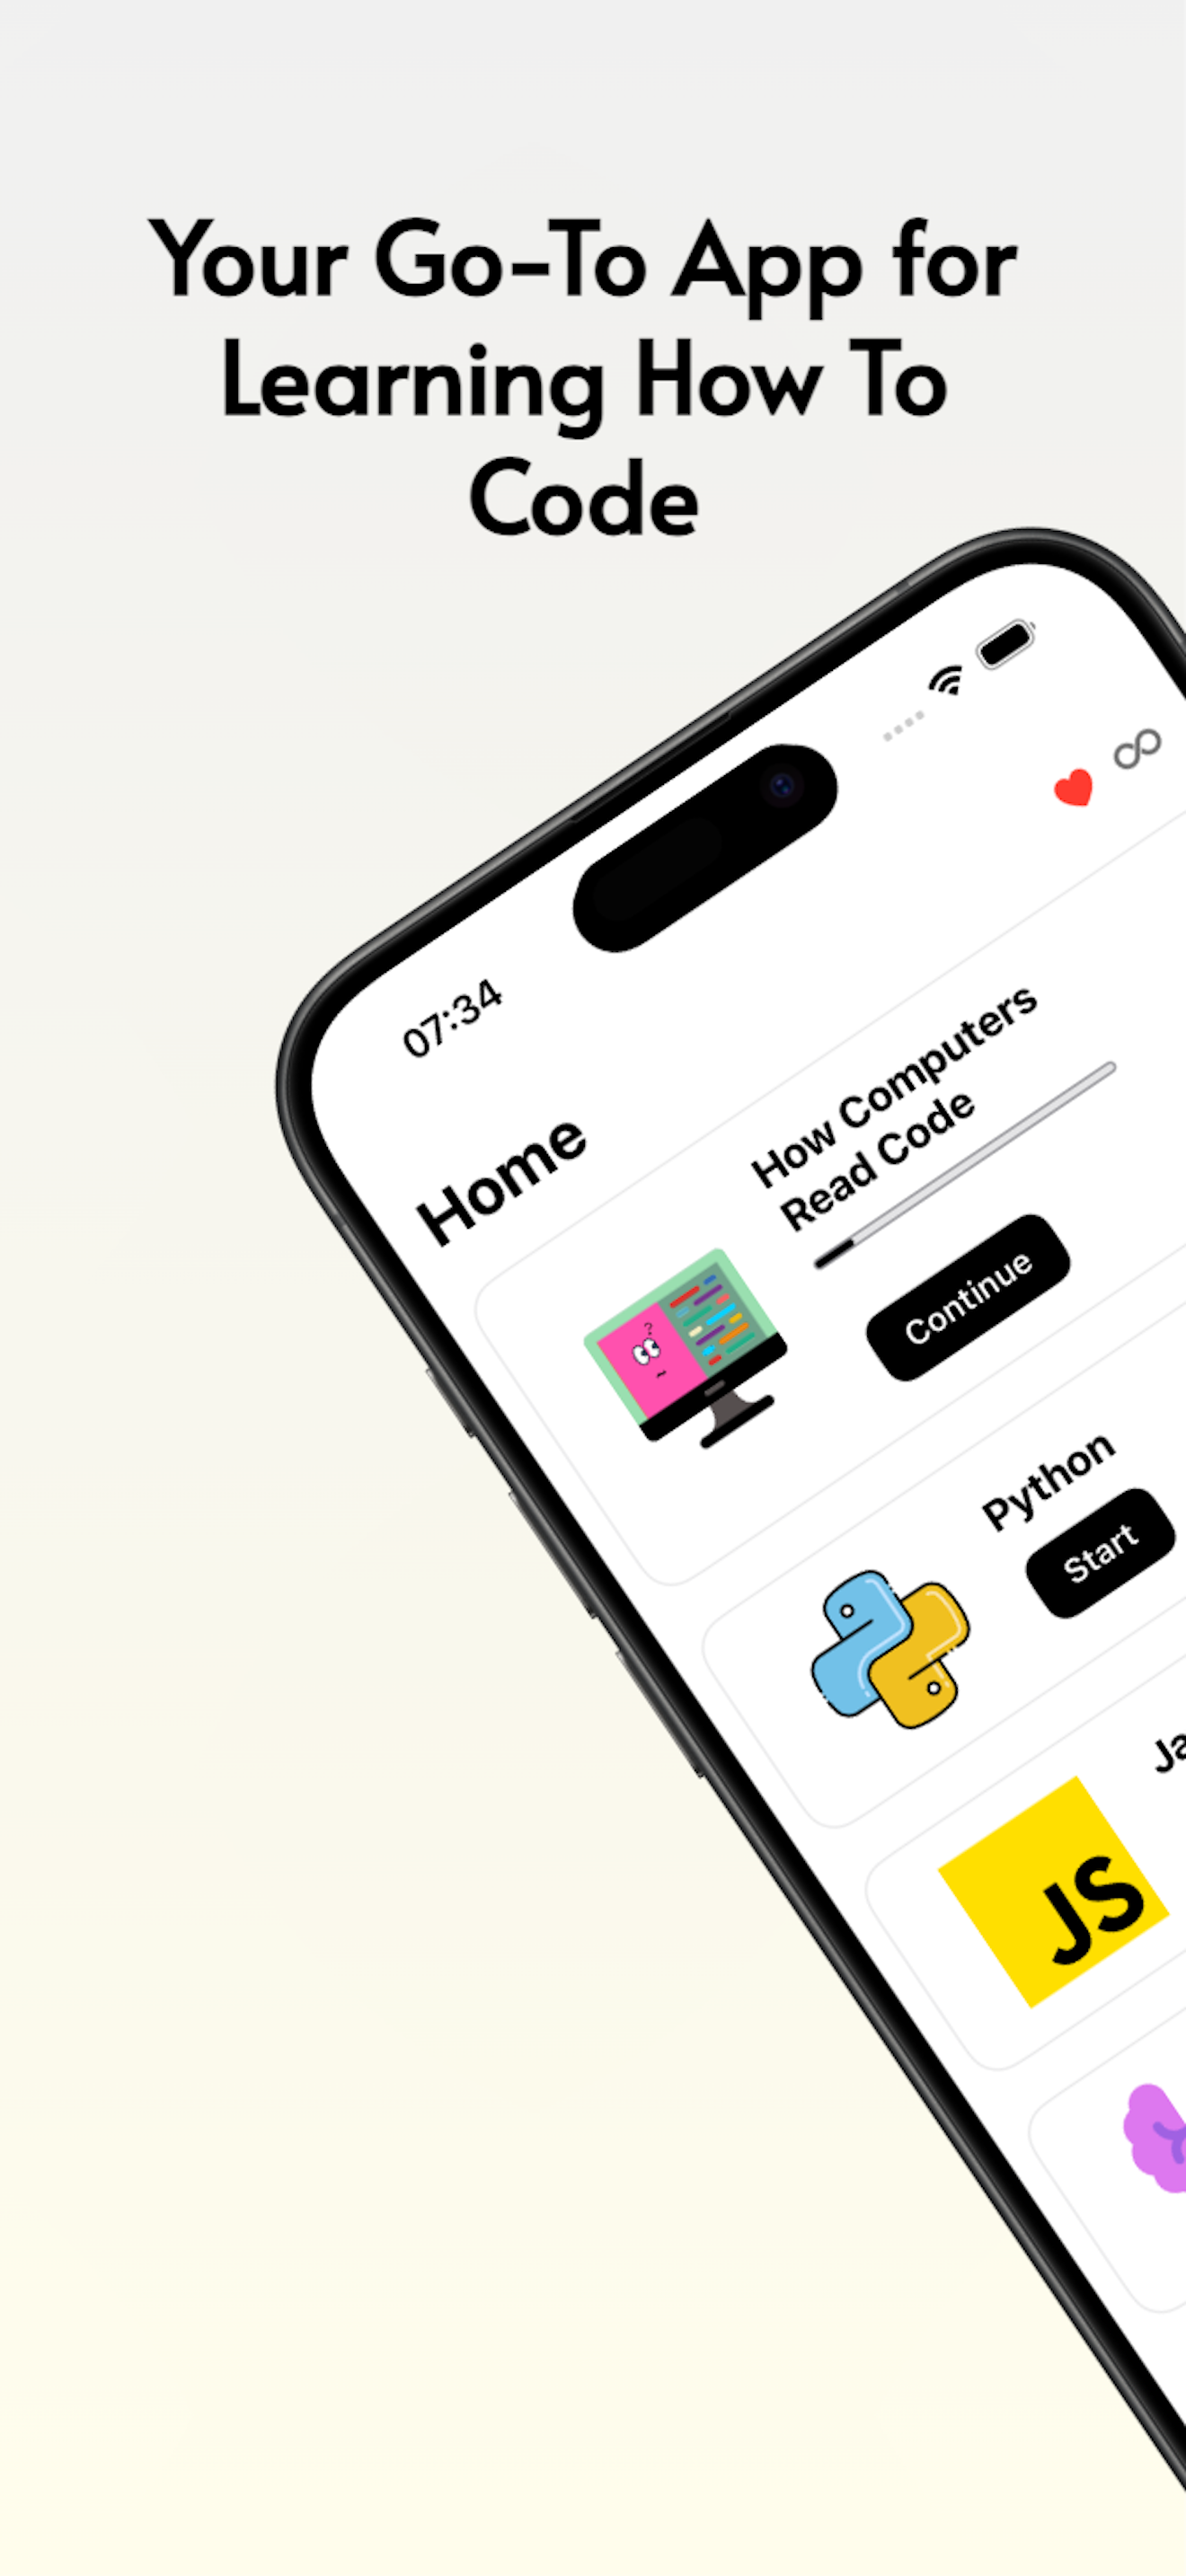 Your Go-To App for
Learning How To
Code
07:34
Home
How Computers
Read Code
?
Continue
Python
Start
Ja
JS